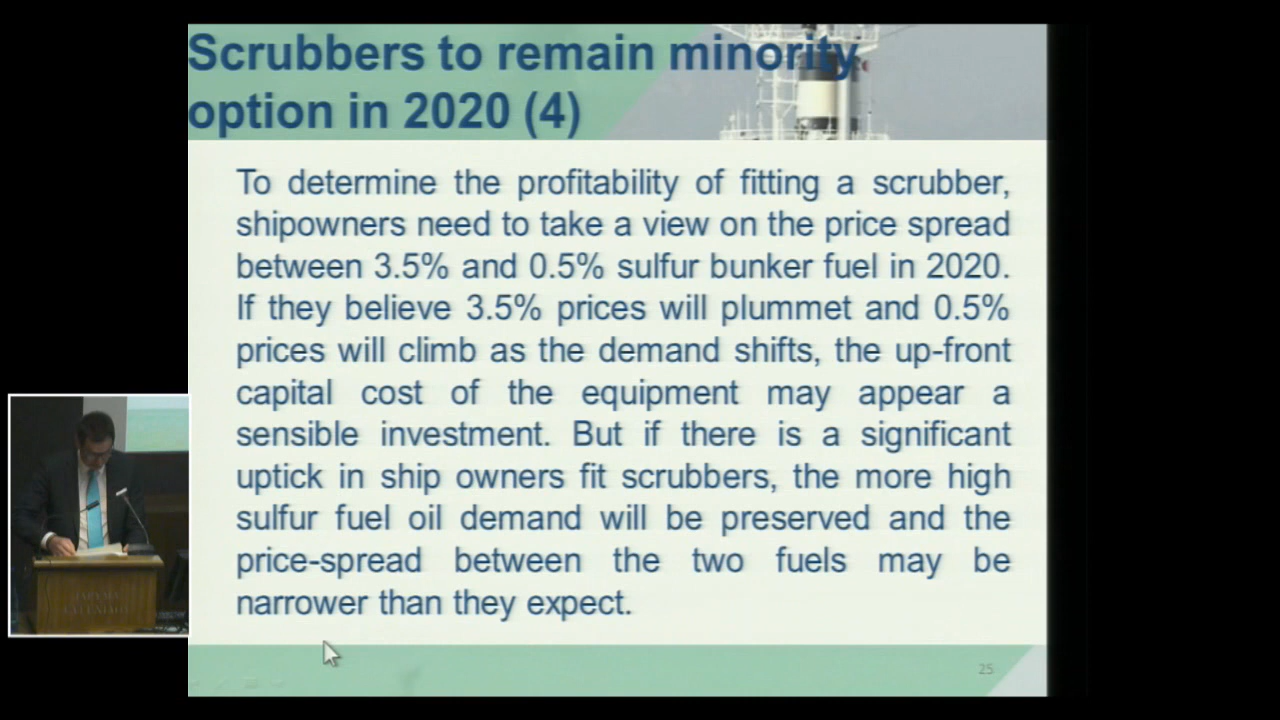 Scrubbers to remain minority
option in 2020 (4)
To determine the profitability of fitting a scrubber,
shipowners need to take a view on the price spread
between 3.5% and 0.5% sulfur bunker fuel in 2020.
If they believe 3.5% prices will plummet and 0.5%
prices will climb as the demand shifts, the up-front
capital cost of the equipment may appear a
sensible investment. But if there is a significant
uptick in ship owners fit scrubbers, the more high
sulfur fuel oil demand will be preserved and the
price-spread between the two fuels may be
narrower than they expect.
25